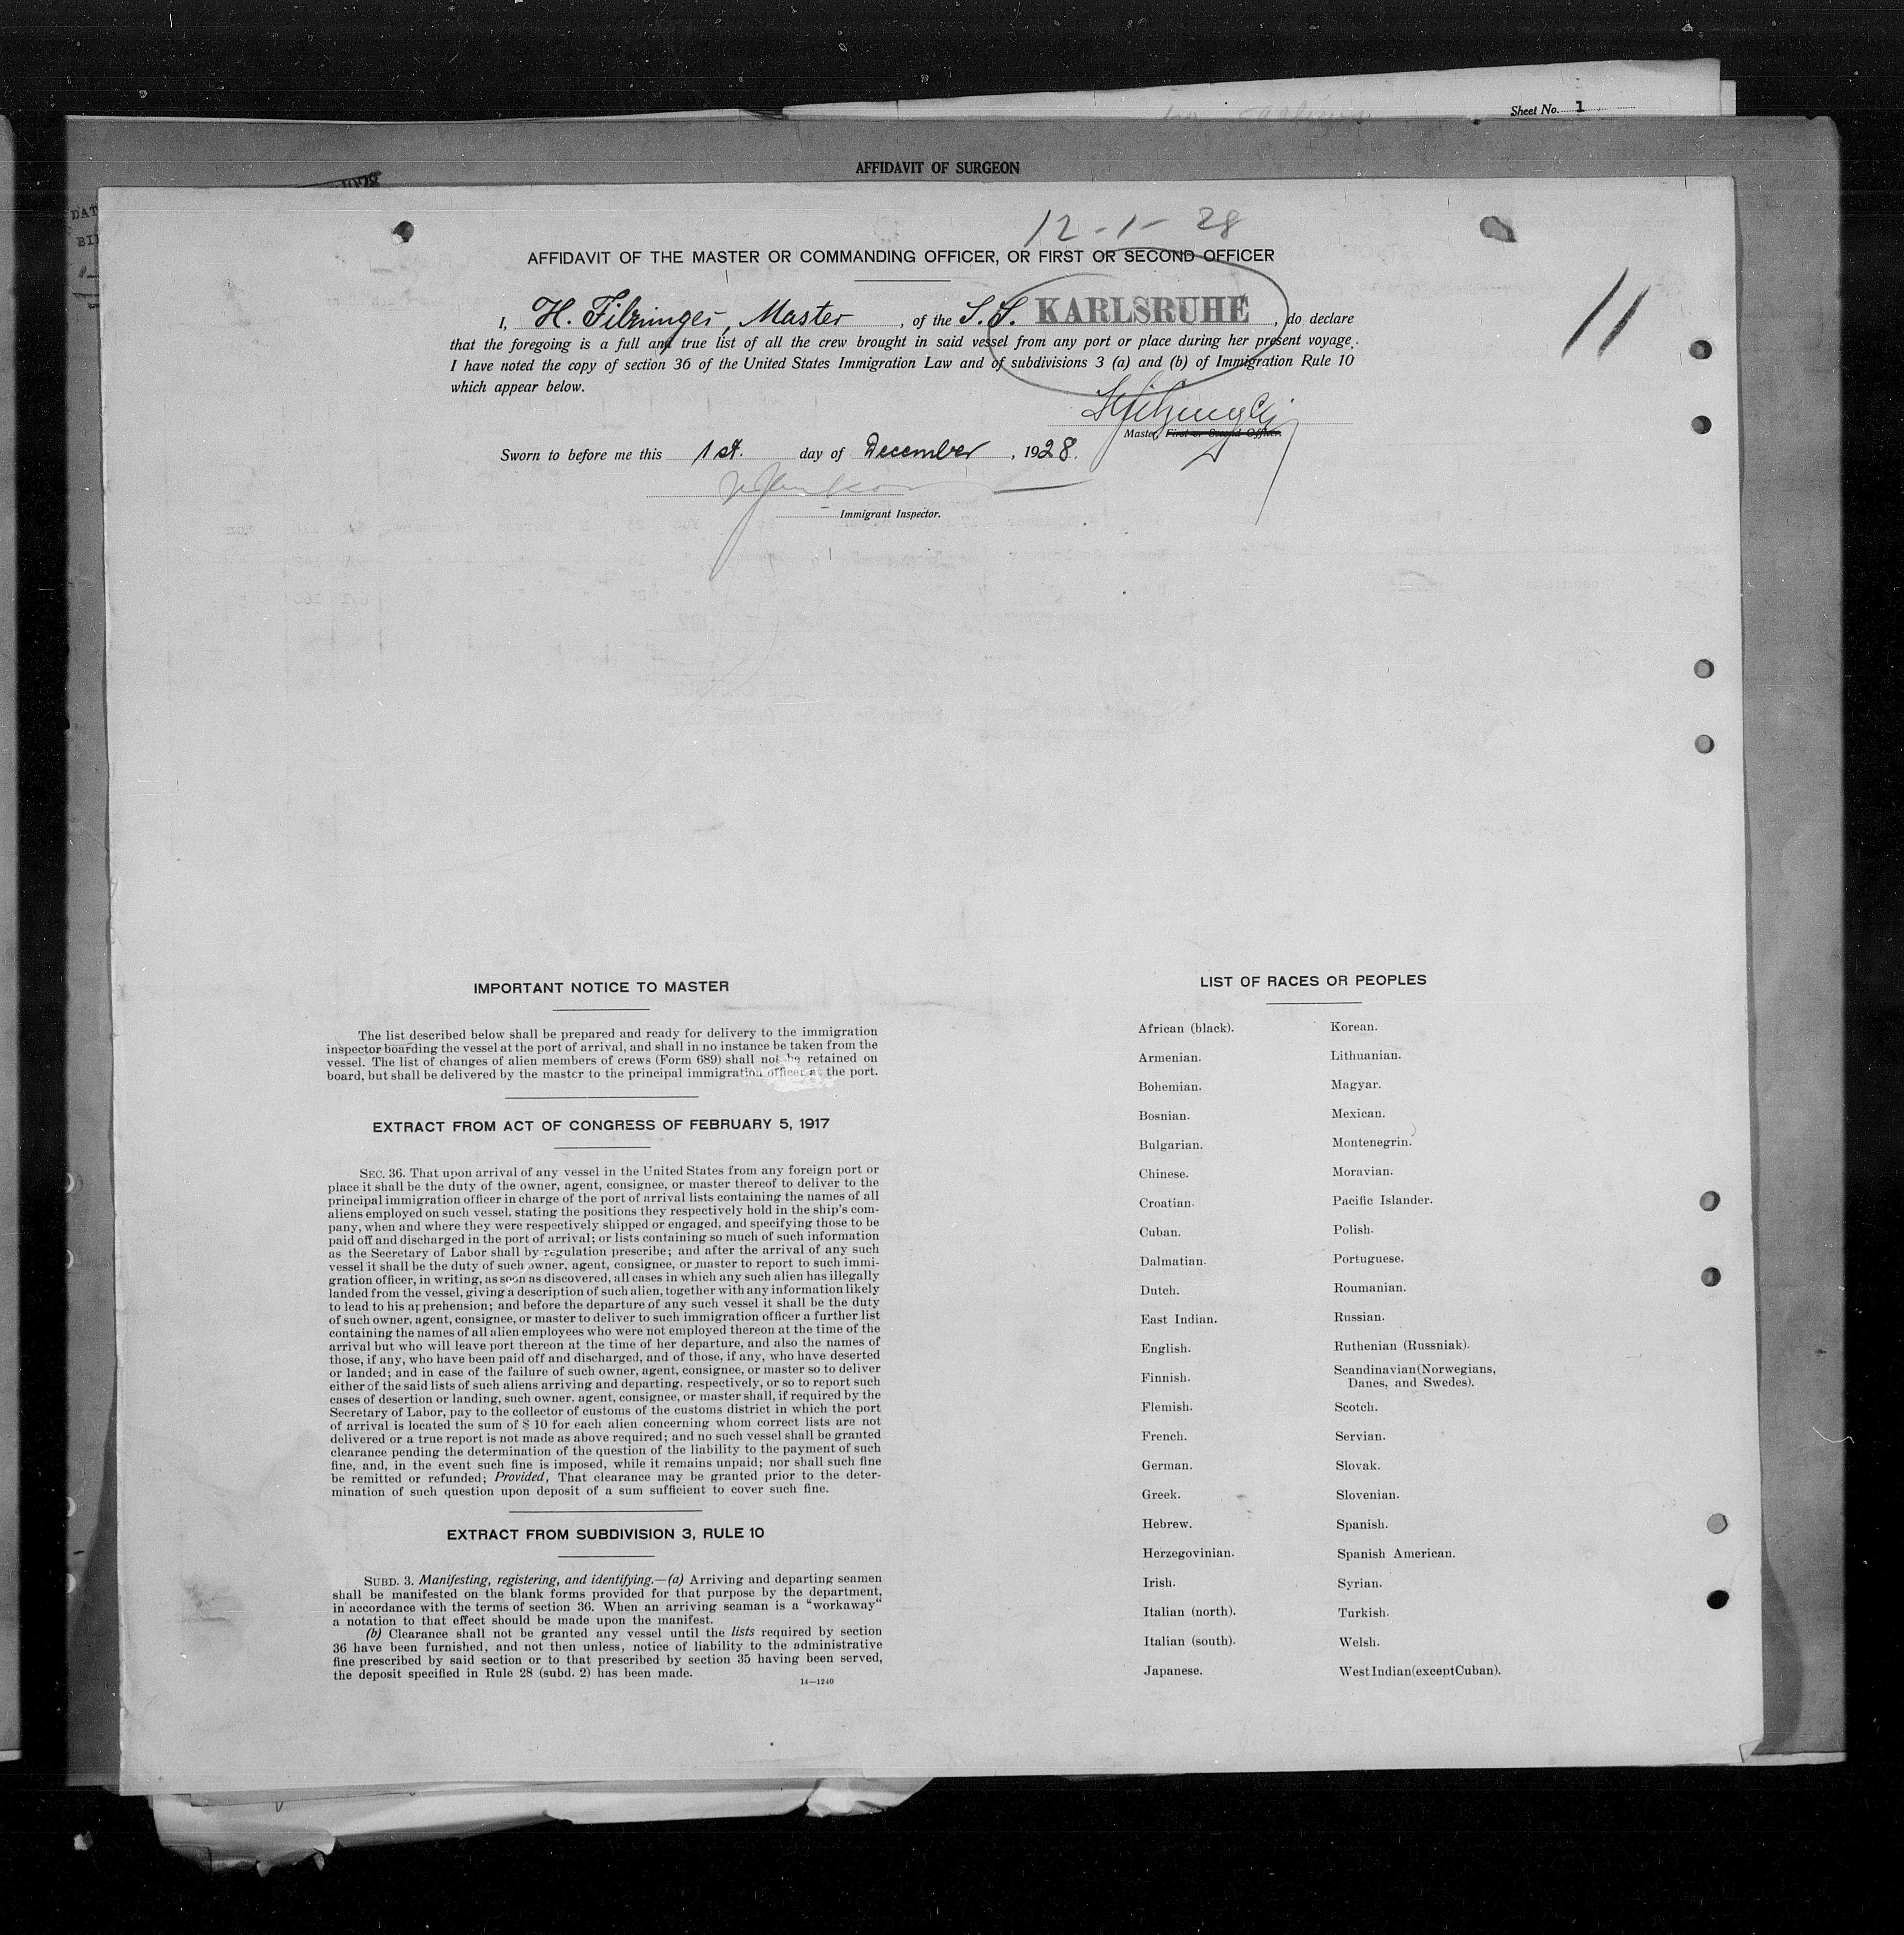 Sheet No. 1
AFFIDAVIT OF SURGEON
DAT
12-1-28
AFFIDAVIT OF THE MASTER OR COMMANDING OFFICER, OR FIRST OR SECOND OFFICER
11
I, H. Filzinger, Master, of the S.S. KARLSRUHE, do declare
that the foregoing is a full and true list of all the crew brought in said vessel from any port or place during her present voyage.
I have noted the copy of section 36 of the United States Immigration Law and of subdivisions 3 (a) and (b) of Immigration Rule 10
which appear below.
HFilzinger
Master, First or Second Officer.
Sworn to before me this 1st. day of December, 1928.
Immigrant Inspector.
IMPORTANT NOTICE TO MASTER
The list described below shall be prepared and ready for delivery to the immigration
inspector boarding the vessel at the port of arrival, and shall in no instance be taken from the
vessel. The list of changes of alien members of crews (Form 689) shall not be retained on
board, but shall be delivered by the master to the principal immigration officer at the port.
EXTRACT FROM ACT OF CONGRESS OF FEBRUARY 5, 1917
SEC. 36. That upon arrival of any vessel in the United States from any foreign port or
place it shall be the duty of the owner, agent, consignee, or master thereof to deliver to the
principal immigration officer in charge of the port of arrival lists containing the names of all
aliens employed on such vessel, stating the positions they respectively hold in the ship's com-
pany, when and where they were respectively shipped or engaged, and specifying those to be
paid off and discharged in the port of arrival; or lists containing so much of such information
as the Secretary of Labor shall by regulation prescribe; and after the arrival of any such
vessel it shall be the duty of such owner, agent, consignee, or master to report to such immi-
gration officer, in writing, as soon as discovered, all cases in which any such alien has illegally
landed from the vessel, giving a description of such alien, together with any information likely
to lead to his apprehension; and before the departure of any such vessel it shall be the duty
of such owner, agent, consignee, or master to deliver to such immigration officer a further list
containing the names of all alien employees who were not employed thereon at the time of the
arrival but who will leave port thereon at the time of her departure, and also the names of
those, if any, who have been paid off and discharged, and of those, if any, who have deserted
or landed; and in case of the failure of such owner, agent, consignee, or master so to deliver
either of the said lists of such aliens arriving and departing, respectively, or so to report such
cases of desertion or landing, such owner, agent, consignee, or master shall, if required by the
Secretary of Labor, pay to the collector of customs of the customs district in which the port
of arrival is located the sum of $ 10 for each alien concerning whom correct lists are not
delivered or a true report is not made as above required; and no such vessel shall be granted
clearance pending the determination of the question of the liability to the payment of such
fine, and, in the event such fine is imposed, while it remains unpaid; nor shall such fine
be remitted or refunded; Provided, That clearance may be granted prior to the deter-
mination of such question upon deposit of a sum sufficient to cover such fine.
EXTRACT FROM SUBDIVISION 3, RULE 10
SUBD. 3. Manifesting, registering, and identifying.—(a) Arriving and departing seamen
shall be manifested on the blank forms provided for that purpose by the department,
in accordance with the terms of section 36. When an arriving seaman is a "workaway"
a notation to that effect should be made upon the manifest.
(b) Clearance shall not be granted any vessel until the lists required by section
36 have been furnished, and not then unless, notice of liability to the administrative
fine prescribed by said section or to that prescribed by section 35 having been served,
the deposit specified in Rule 28 (subd. 2) has been made.
14—1240
LIST OF RACES OR PEOPLES
African (black).
Armenian.
Bohemian.
Bosnian.
Bulgarian.
Chinese.
Croatian.
Cuban.
Dalmatian.
Dutch.
East Indian.
English.
Finnish.
Flemish.
French.
German.
Greek.
Hebrew.
Herzegovinian.
Irish.
Italian (north).
Italian (south).
Japanese.
Korean.
Lithuanian.
Magyar.
Mexican.
Montenegrin.
Moravian.
Pacific Islander.
Polish.
Portuguese.
Roumanian.
Russian.
Ruthenian (Russniak).
Scandinavian (Norwegians,
Danes, and Swedes).
Scotch.
Servian.
Slovak.
Slovenian.
Spanish.
Spanish American.
Syrian.
Turkish.
Welsh.
West Indian (except Cuban).